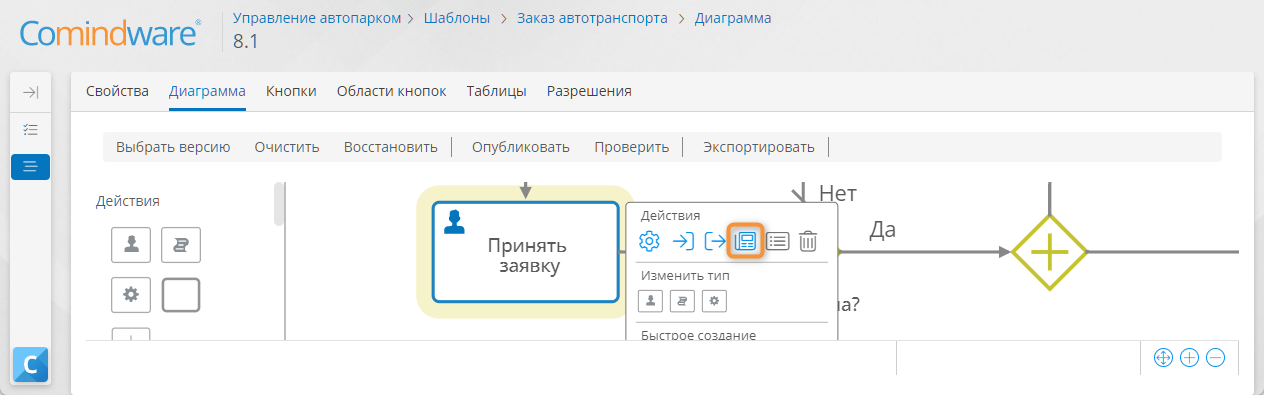 Comindware®
Управление автопарком > Шаблоны > Заказ автотранспорта > Диаграмма
8.1
Свойства Диаграмма Кнопки Области кнопок Таблицы Разрешения
Выбрать версию Очистить Восстановить Опубликовать Проверить Экспортировать
Действия
Принять
заявку
Действия
Изменить тип
Быстрое создание
Нет
Да
на?
C